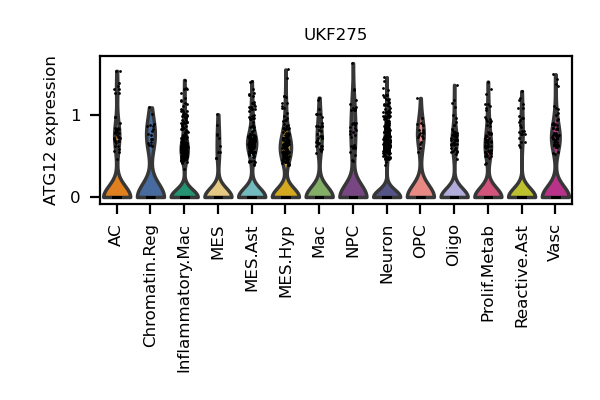 UKF275
ATG12 expression
1
0
AC
Chromatin.Reg
Inflammatory.Mac
MES
MES.Ast
MES.Hyp
Mac
NPC
Neuron
OPC
Oligo
Prolif.Metab
Reactive.Ast
Vasc